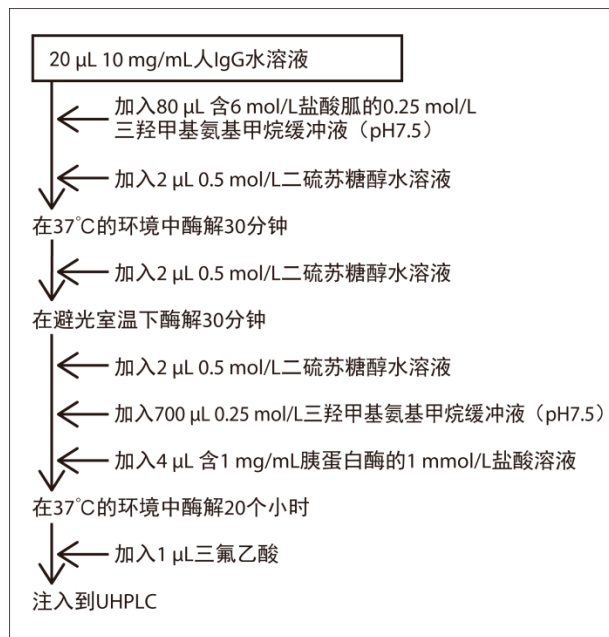 20 μL 10 mg/mL人IgG水溶液
加入80 μL 含6 mol/L盐酸胍的0.25 mol/L
三羟甲基氨基甲烷缓冲液（pH7.5）
加入2 μL 0.5 mol/L二硫苏糖醇水溶液
在37℃的环境中酶解30分钟
加入2 μL 0.5 mol/L二硫苏糖醇水溶液
在避光室温下酶解30分钟
加入2 μL 0.5 mol/L二硫苏糖醇水溶液
加入700 μL 0.25 mol/L三羟甲基氨基甲烷缓冲液（pH7.5）
加入4 μL 含1 mg/mL胰蛋白酶的1 mmol/L盐酸溶液
在37℃的环境中酶解20个小时
加入1 μL三氟乙酸
注入到UHPLC